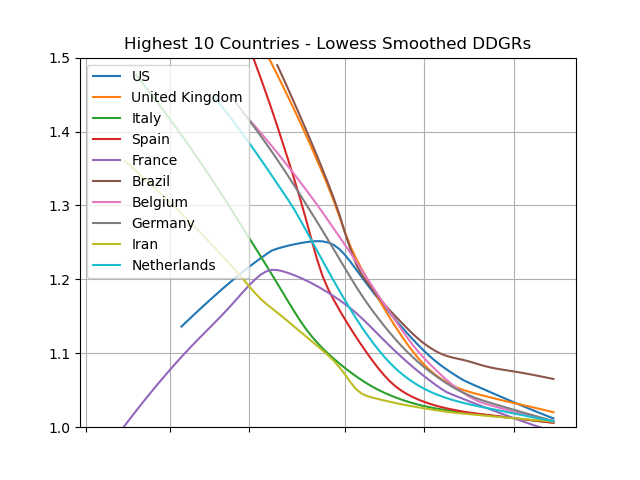 Highest 10 Countries - Lowess Smoothed DDGRs
1.5
1.4
1.3
1.2
1.1
1.0
US
United Kingdom
Italy
Spain
France
Brazil
Belgium
Germany
Iran
Netherlands